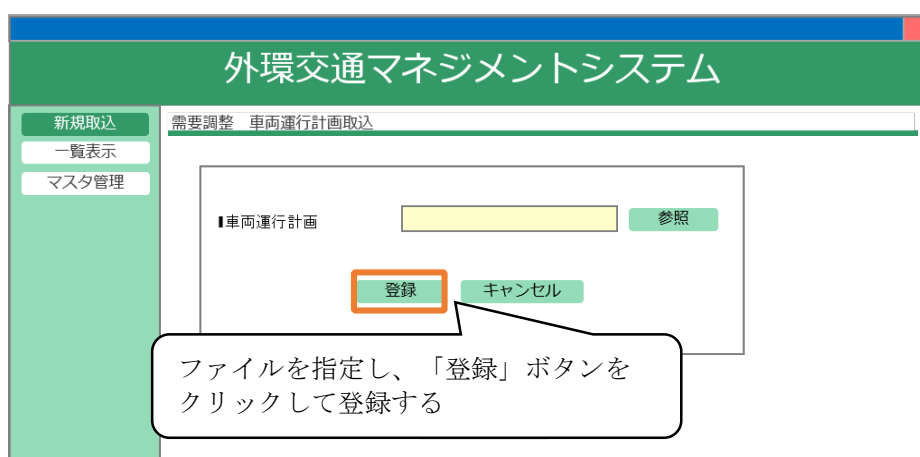 外環交通マネジメントシステム
新規取込
一覧表示
マスタ管理
需要調整 車両運行計画取込
▮車両運行計画
参照
登録
キャンセル
ファイルを指定し、「登録」ボタンを
クリックして登録する